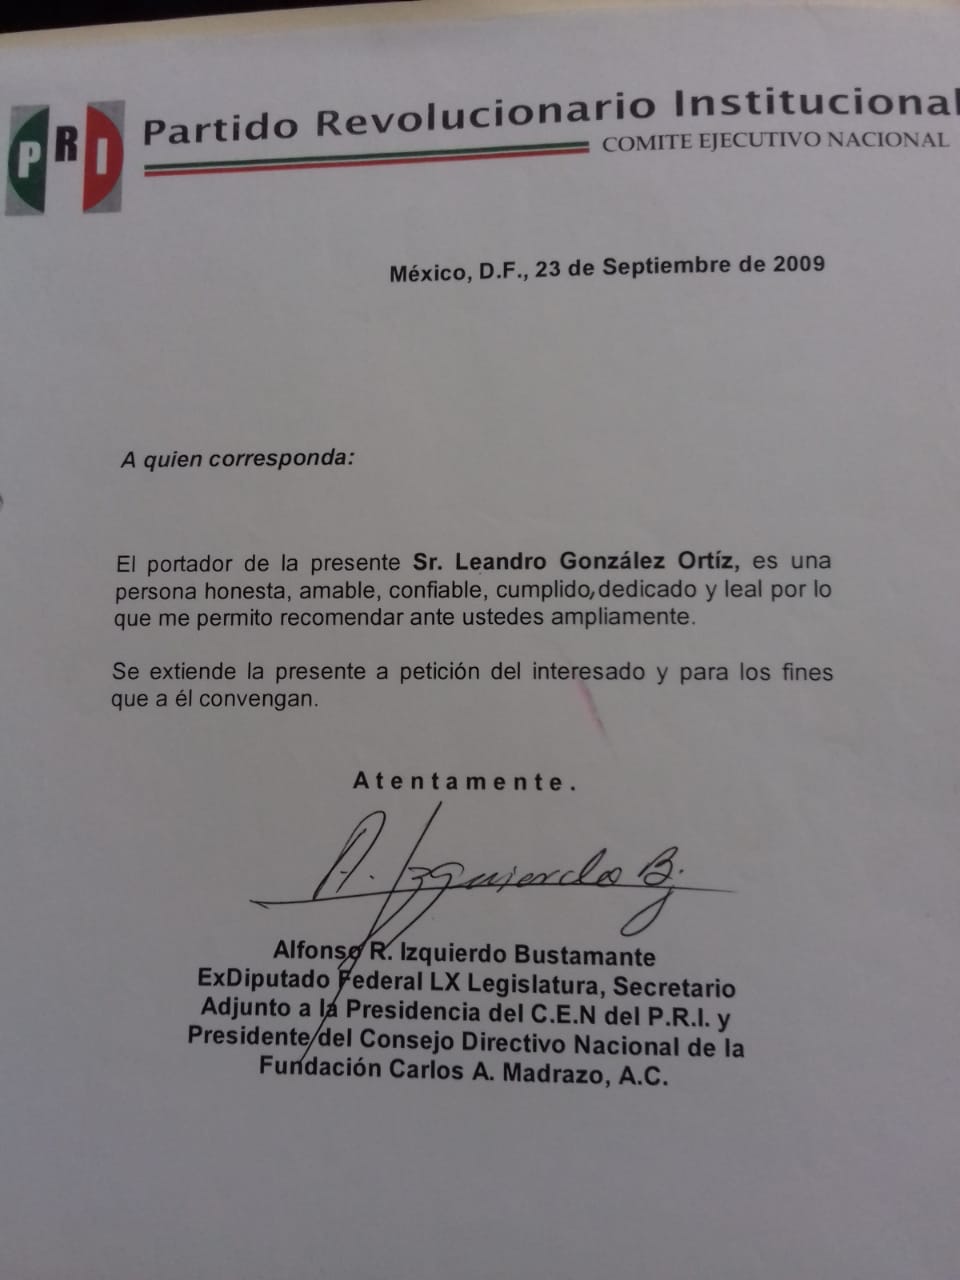 PRI
Partido Revolucionario Institucional
COMITE EJECUTIVO NACIONAL
México, D.F., 23 de Septiembre de 2009
A quien corresponda:
El portador de la presente Sr. Leandro González Ortíz, es una
persona honesta, amable, confiable, cumplido, dedicado y leal por lo
que me permito recomendar ante ustedes ampliamente.
Se extiende la presente a petición del interesado y para los fines
que a él convengan.
Atentamente.
A. Izquierdo B.
Alfonso R. Izquierdo Bustamante
ExDiputado Federal LX Legislatura, Secretario
Adjunto a la Presidencia del C.E.N del P.R.I. y
Presidente del Consejo Directivo Nacional de la
Fundación Carlos A. Madrazo, A.C.